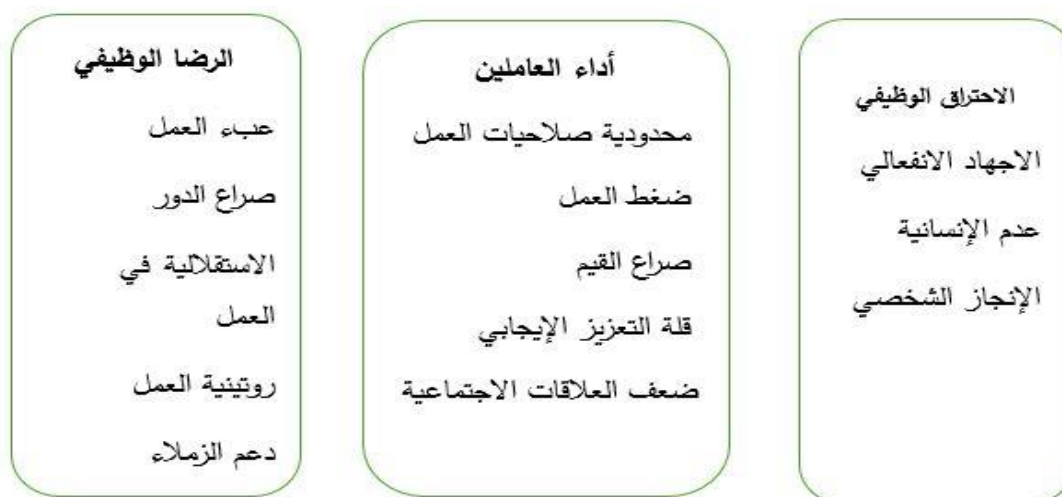 الاحتراق الوظيفي
الاجهاد الانفعالي
عدم الإنسانية
الإنجاز الشخصي
أداء العاملين
محدودية صلاحيات العمل
ضغط العمل
صراع القيم
قلة التعزيز الإيجابي
ضعف العلاقات الاجتماعية
الرضا الوظيفي
عبء العمل
صراع الدور
الاستقلالية في
العمل
روتينية العمل
دعم الزملاء